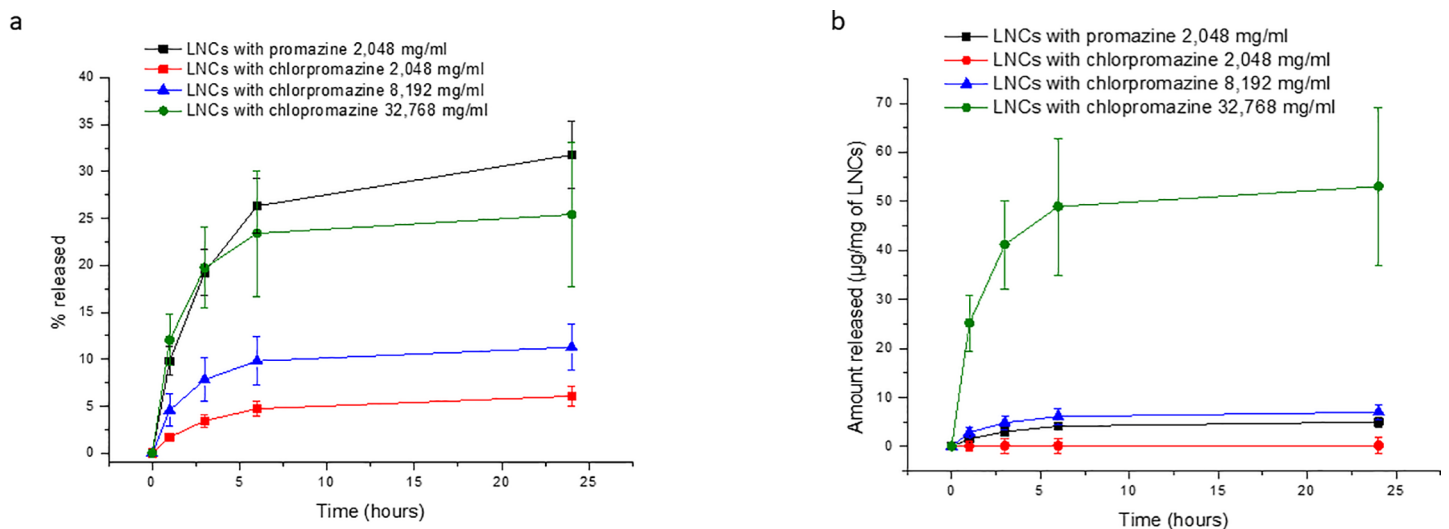 a
LNCs with promazine 2,048 mg/ml
LNCs with chlorpromazine 2,048 mg/ml
LNCs with chlorpromazine 8,192 mg/ml
LNCs with chlopromazine 32,768 mg/ml
% released
40
35
30
25
20
15
10
5
0
0
5
10
15
20
25
Time (hours)
b
LNCs with promazine 2,048 mg/ml
LNCs with chlorpromazine 2,048 mg/ml
LNCs with chlorpromazine 8,192 mg/ml
LNCs with chlopromazine 32,768 mg/ml
Amount released (µg/mg of LNCs)
70
60
50
40
30
20
10
0
0
5
10
15
20
25
Time (hours)